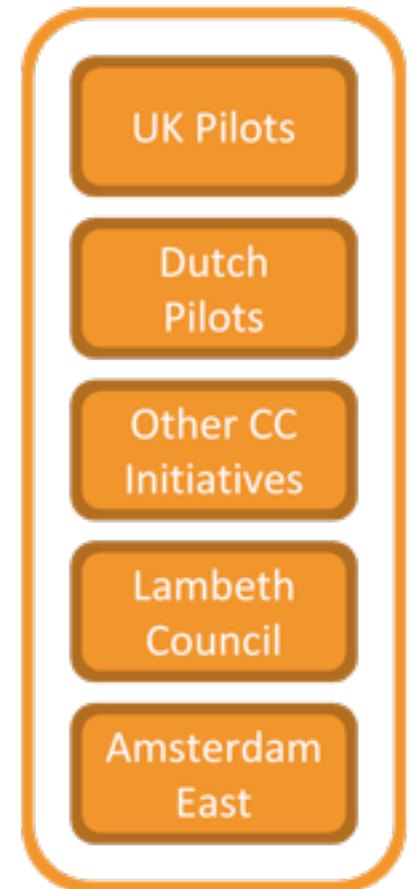 UK Pilots
Dutch
Pilots
Other CC
Initiatives
Lambeth
Council
Amsterdam
East